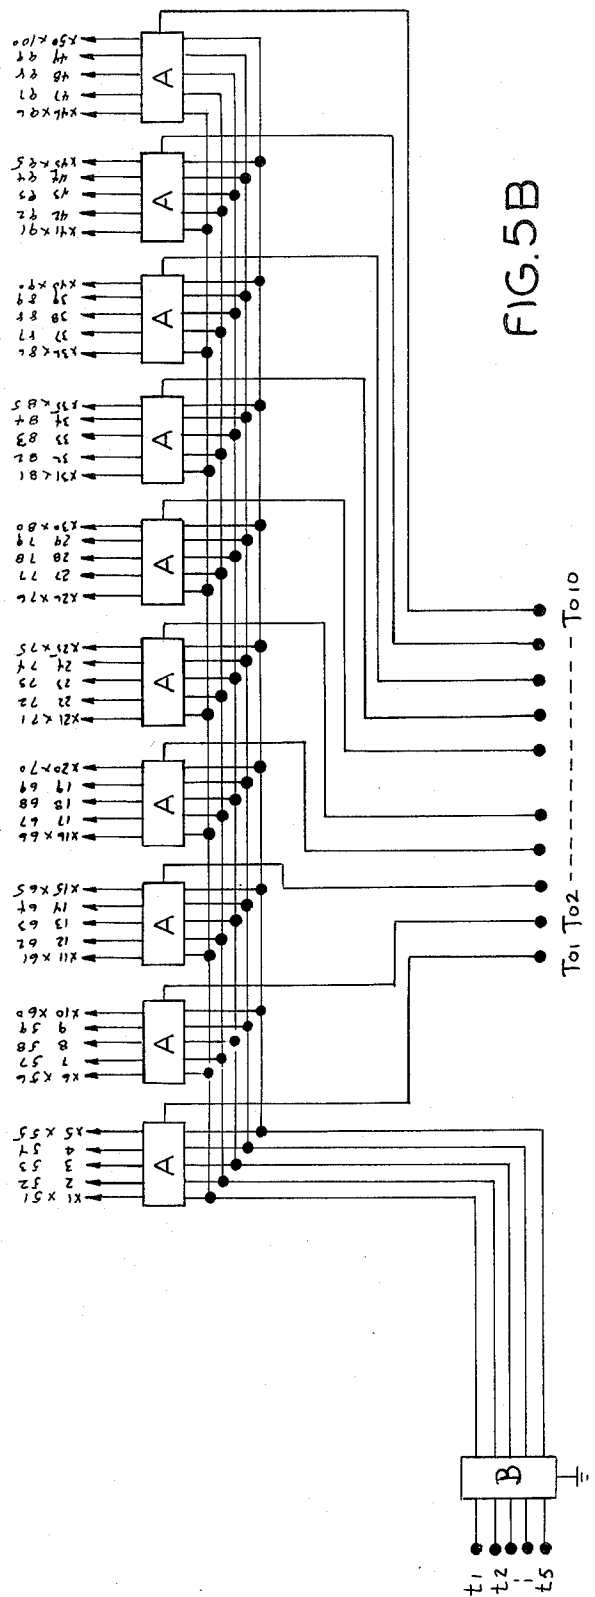 x50 x100
49 99
48 98
47 97
x46 x96
A
x45 x95
44 94
43 93
42 92
x41 x91
A
x40 x90
39 89
38 88
37 87
x36 x86
A
x35 x85
34 84
33 83
32 82
x31 x81
A
x30 x80
29 79
28 78
27 77
x26 x76
A
x25 x75
24 74
23 73
22 72
x21 x71
A
x20 x70
19 69
18 68
17 67
x16 x66
A
x15 x65
14 64
13 63
12 62
x11 x61
A
x10 x60
9 59
8 58
7 57
x6 x56
A
x5 x55
4 54
3 53
2 52
x1 x51
A
FIG. 5B
To1 To2 ------------ To10
B
t1
t2
t5